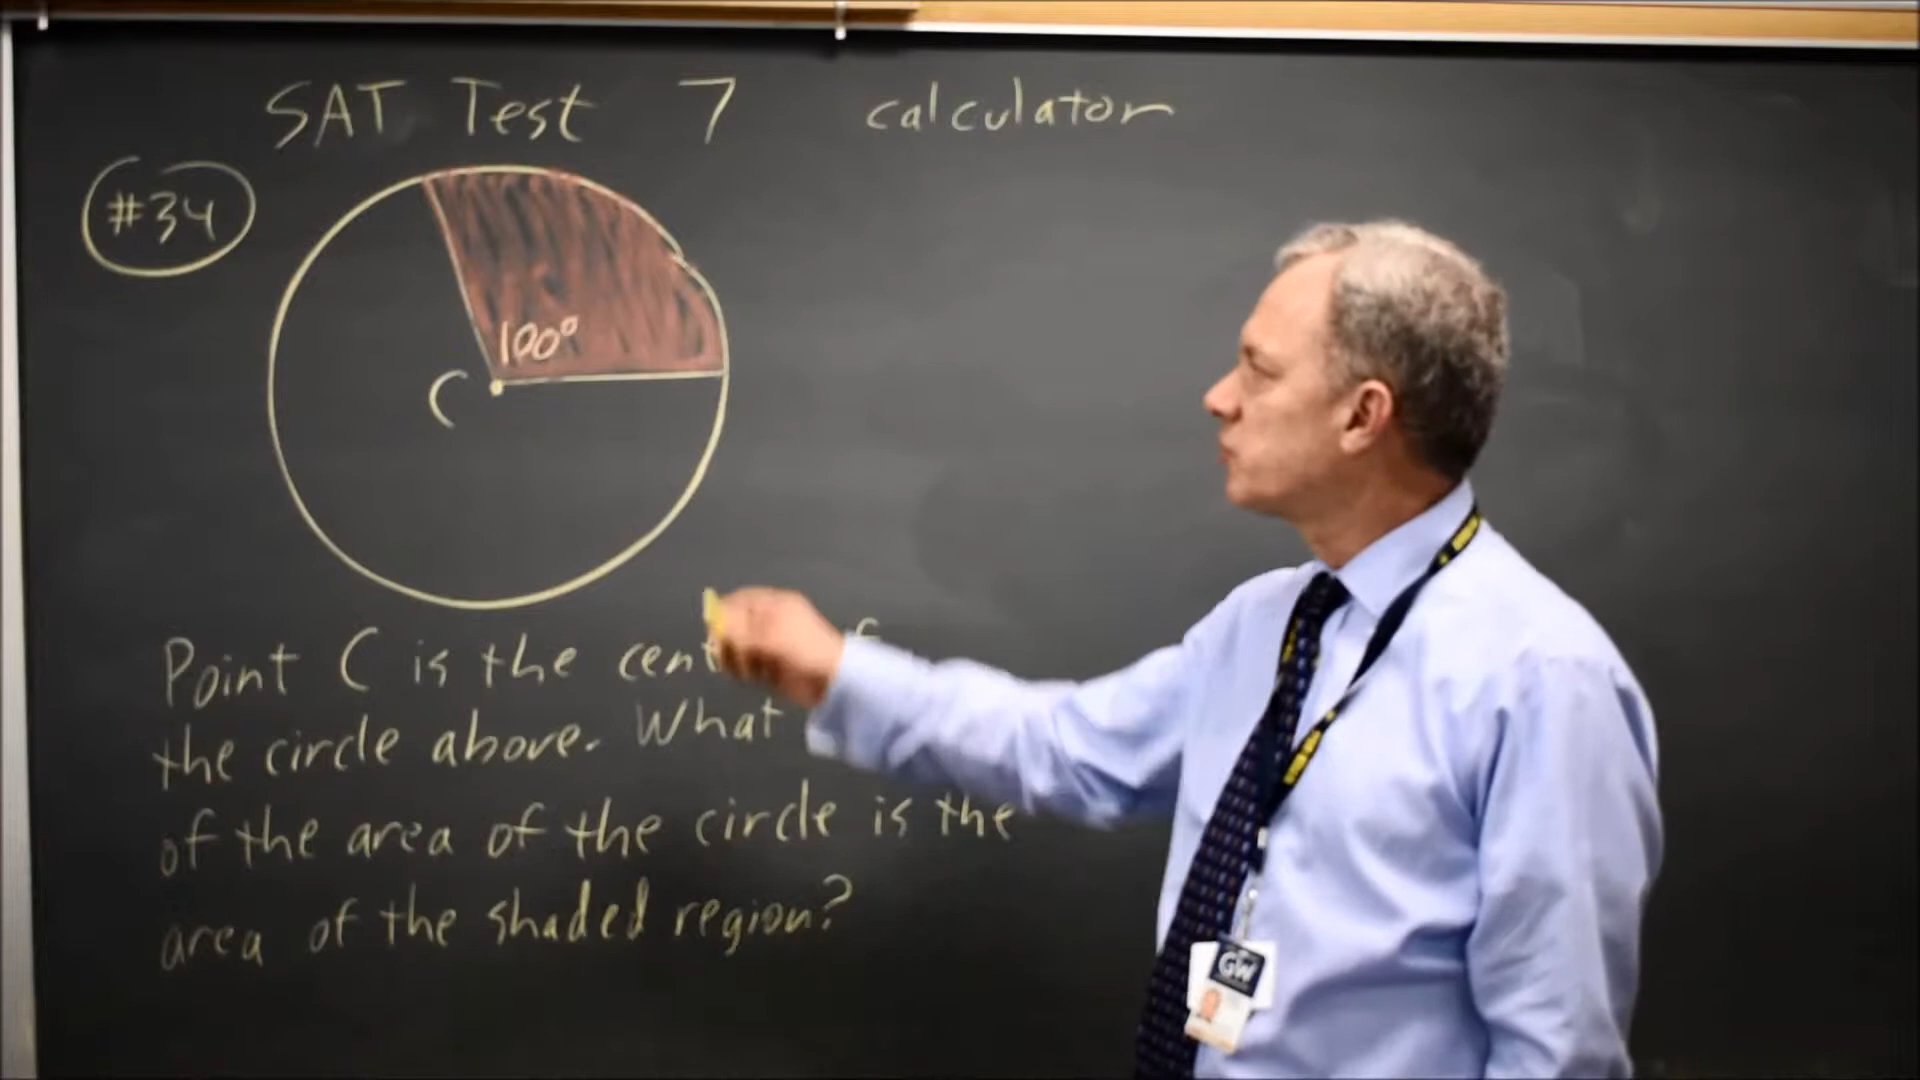 SAT Test 7 calculator
#34
100°
C
Point C is the
the circle above. What
of the area of the circle is the
area of the shaded region?
GW